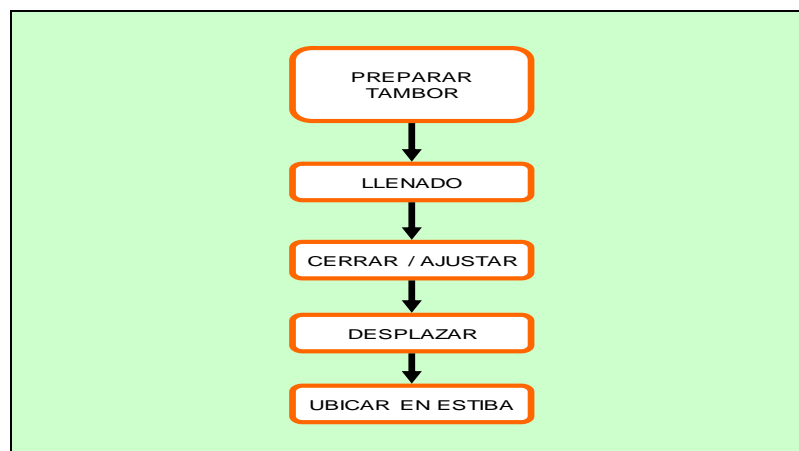 PREPARAR
TAMBOR
LLENADO
CERRAR / AJUSTAR
DESPLAZAR
UBICAR EN ESTIBA